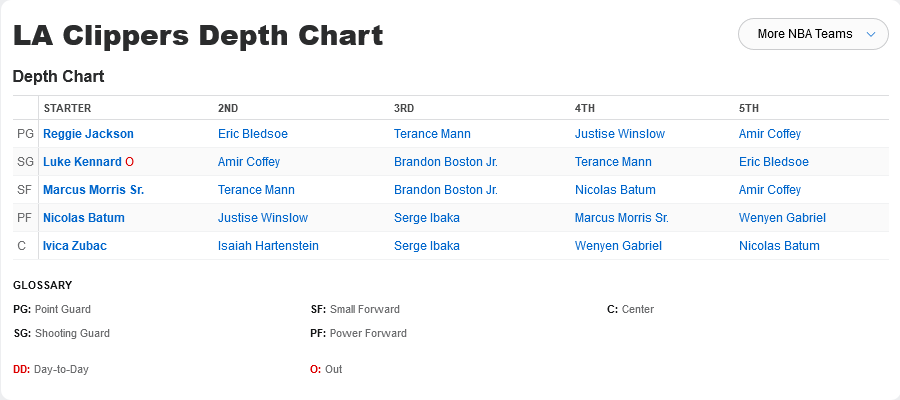 LA Clippers Depth Chart
More NBA Teams
Depth Chart
STARTER 2ND 3RD 4TH 5TH
PG Reggie Jackson Eric Bledsoe Terance Mann Justise Winslow Amir Coffey
SG Luke Kennard O Amir Coffey Brandon Boston Jr. Terance Mann Eric Bledsoe
SF Marcus Morris Sr. Terance Mann Brandon Boston Jr. Nicolas Batum Amir Coffey
PF Nicolas Batum Justise Winslow Serge Ibaka Marcus Morris Sr. Wenyen Gabriel
C Ivica Zubac Isaiah Hartenstein Serge Ibaka Wenyen Gabriel Nicolas Batum
GLOSSARY
PG: Point Guard SF: Small Forward C: Center
SG: Shooting Guard PF: Power Forward
DD: Day-to-Day O: Out